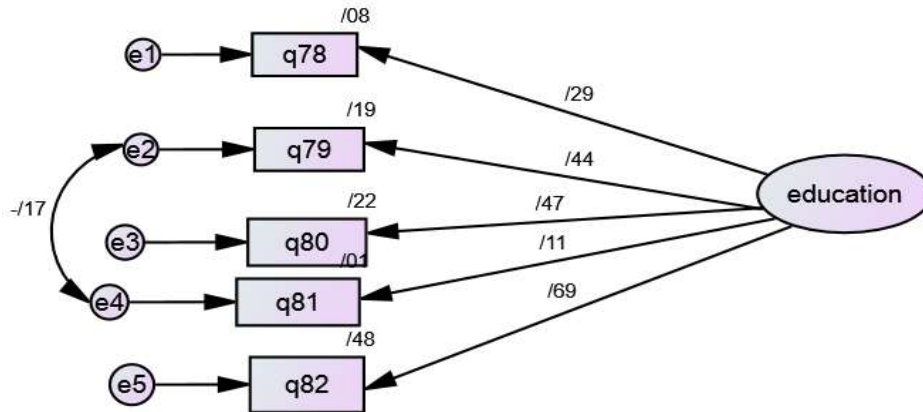 /08
e1
q78
/29
/19
e2
q79
/44
education
-/17
/22
/47
e3
q80
/11
/01
e4
q81
/69
/48
e5
q82